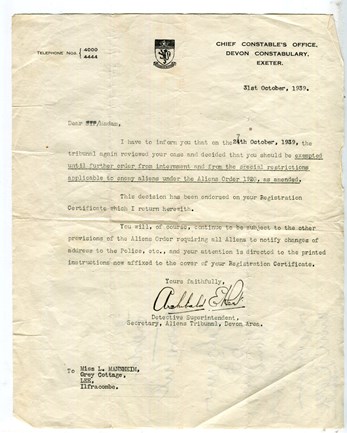 TELEPHONE NOS. { 4000
4444
CHIEF CONSTABLE'S OFFICE,
DEVON CONSTABULARY,
EXETER.
31st October, 1939.
Dear Sir/Madam.
I have to inform you that on the 24th October, 1939, the
tribunal again reviewed your case and decided that you should be exempted
until further order from internment and from the special restrictions
applicable to enemy aliens under the Aliens Order 1920, as amended.
This decision has been endorsed on your Registration
Certificate which I return herewith.
You will, of course, continue to be subject to the other
provisions of the Aliens Order requiring all Aliens to notify changes of
address to the Police, etc., and your attention is directed to the printed
instructions now affixed to the cover of your Registration Certificate.
Yours faithfully,
Archibald E
Detective Superintendent.
Secretary, Aliens Tribunal, Devon Area.
To Miss L. MANNHEIM,
Grey Cottage,
LEE,
Ilfracombe.